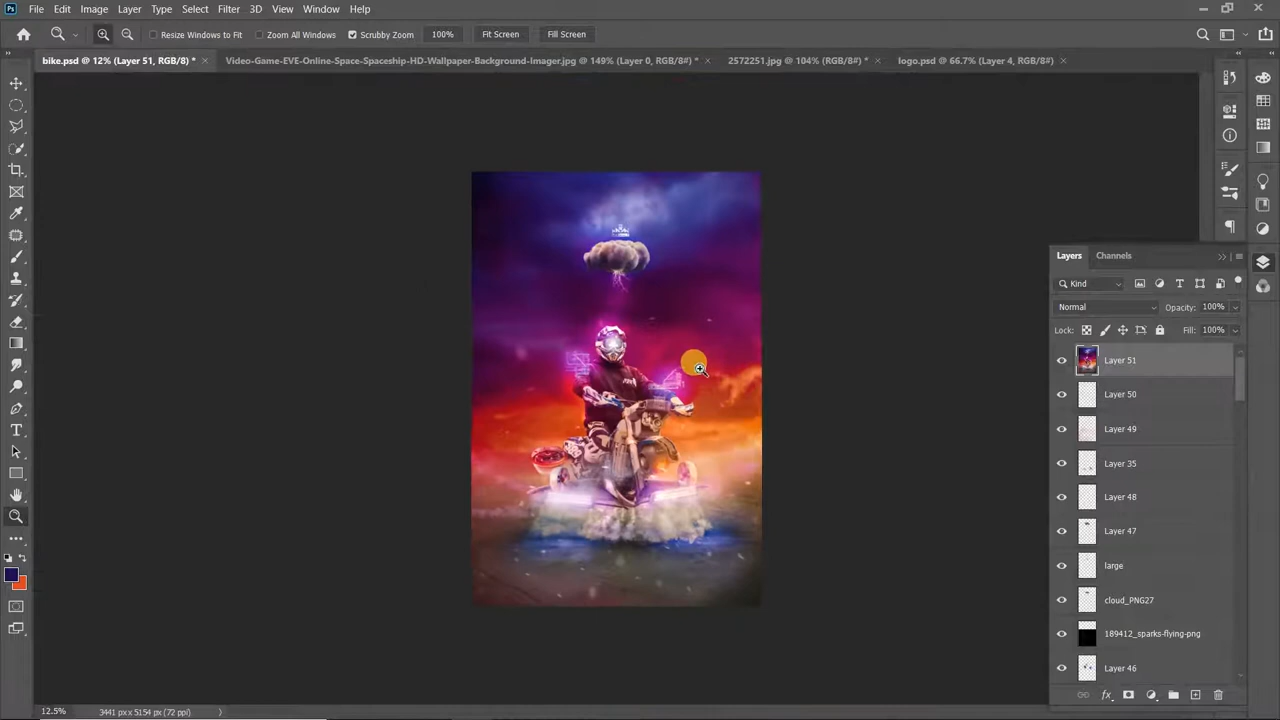 Ps File Edit Image Layer Type Select Filter 3D View Window Help
Resize Windows to Fit Zoom All Windows Scrubby Zoom 100% Fit Screen Fill Screen
bike.psd @ 12% (Layer 51, RGB/8) * Video-Game-EVE-Online-Space-Spaceship-HD-Wallpaper-Background-Imager.jpg @ 149% (Layer 0, RGB/8#) * 2572251.jpg @ 104% (RGB/8#) * logo.psd @ 66.7% (Layer 4, RGB/8#)
Layers Channels
Kind
Normal Opacity: 100%
Lock: Fill: 100%
Layer 51
Layer 50
Layer 49
Layer 35
Layer 48
Layer 47
large
cloud_PNG27
189412_sparks-flying-png
Layer 46
12.5% 3441 px x 5154 px (72 ppi)